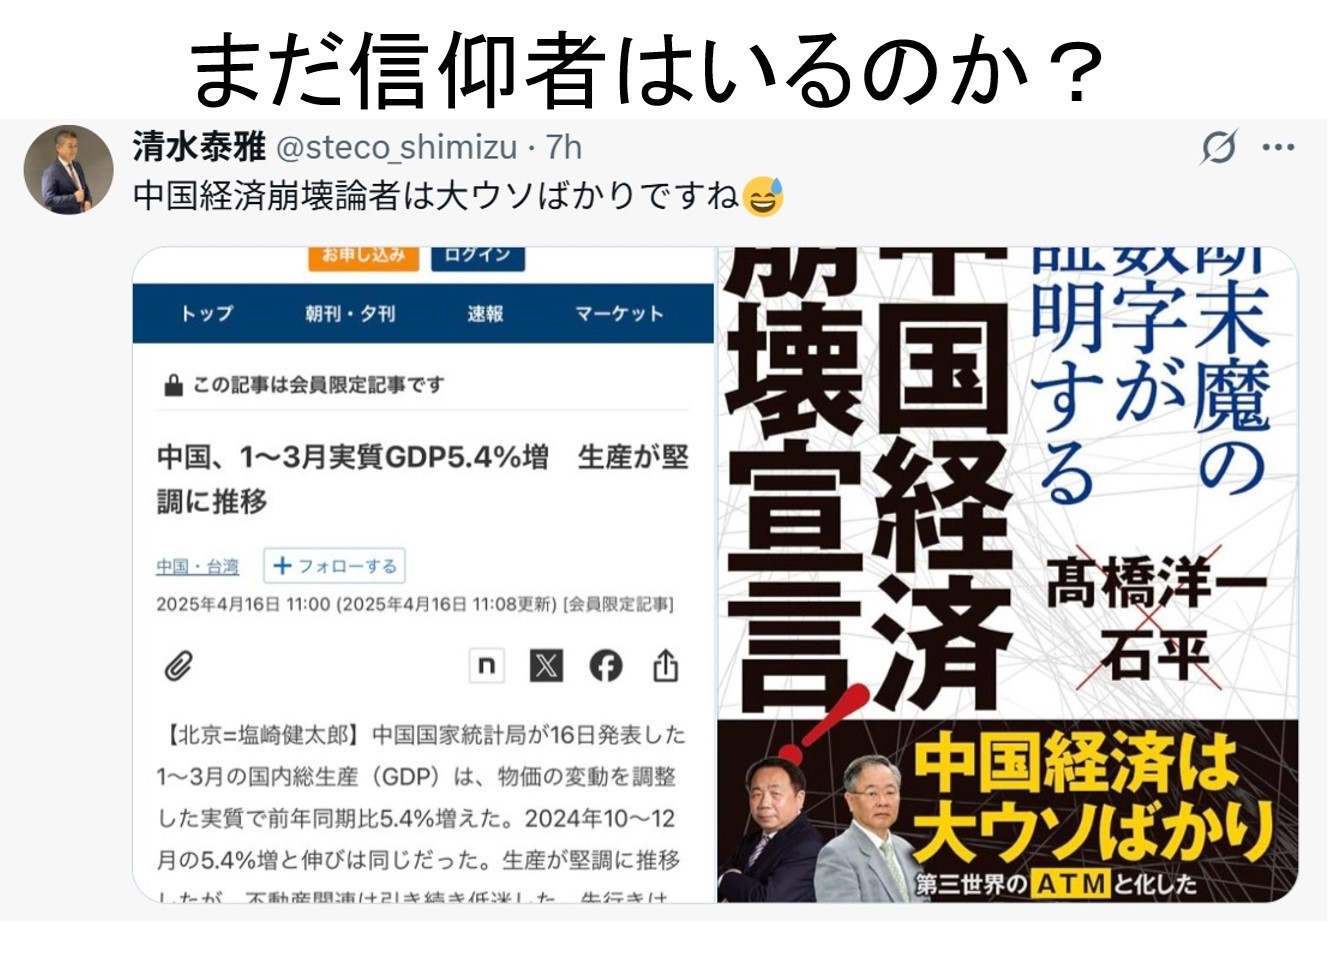 まだ信仰者はいるのか？
清水泰雅 @steco_shimizu · 7h
中国経済崩壊論者は大ウソばかりですね😅
お申し込み ログイン
トップ 朝刊・夕刊 速報 マーケット
この記事は会員限定記事です
中国、1〜3月実質GDP5.4%増　生産が堅
調に推移
中国・台湾 +フォローする
2025年4月16日 11:00 (2025年4月16日 11:08更新) [会員限定記事]
n X f
【北京=塩崎健太郎】中国国家統計局が16日発表した
1〜3月の国内総生産（GDP）は、物価の変動を調整
した実質で前年同期比5.4%増えた。2024年10〜12
月の5.4%増と伸びは同じだった。生産が堅調に推移
したが、不動産関連は引き続き低迷した。先行きは
断末魔の
数字が
証明する
中国経済
崩壊宣言!
髙橋洋一
石平
中国経済は
大ウソばかり
第三世界のATMと化した